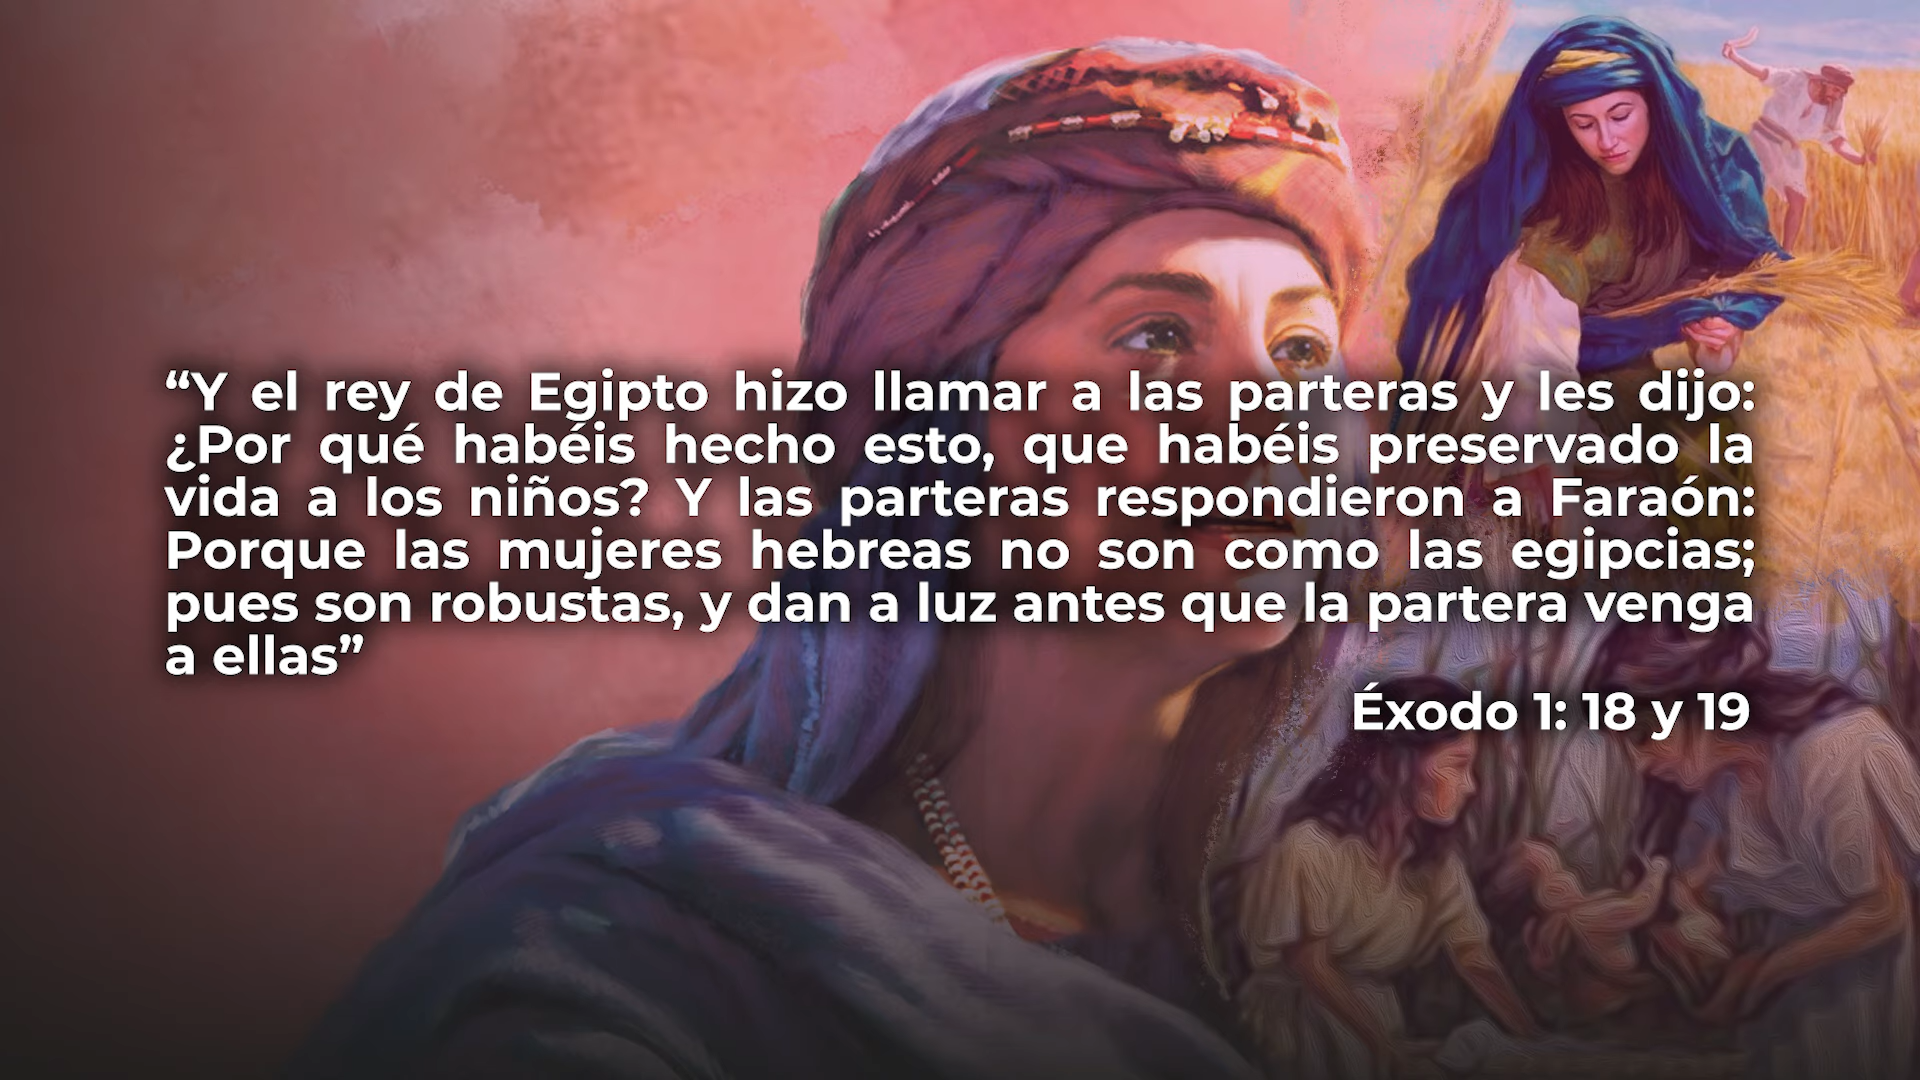 “Y el rey de Egipto hizo llamar a las parteras y les dijo:
¿Por qué habéis hecho esto, que habéis preservado la
vida a los niños? Y las parteras respondieron a Faraón:
Porque las mujeres hebreas no son como las egipcias;
pues son robustas, y dan a luz antes que la partera venga
a ellas”
Éxodo 1: 18 y 19